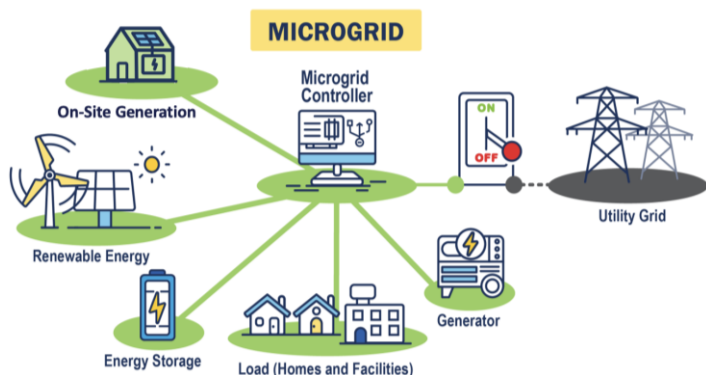 MICROGRID
Microgrid
Controller
On-Site Generation
ON
OFF
Utility Grid
Renewable Energy
Generator
Energy Storage
Load (Homes and Facilities)